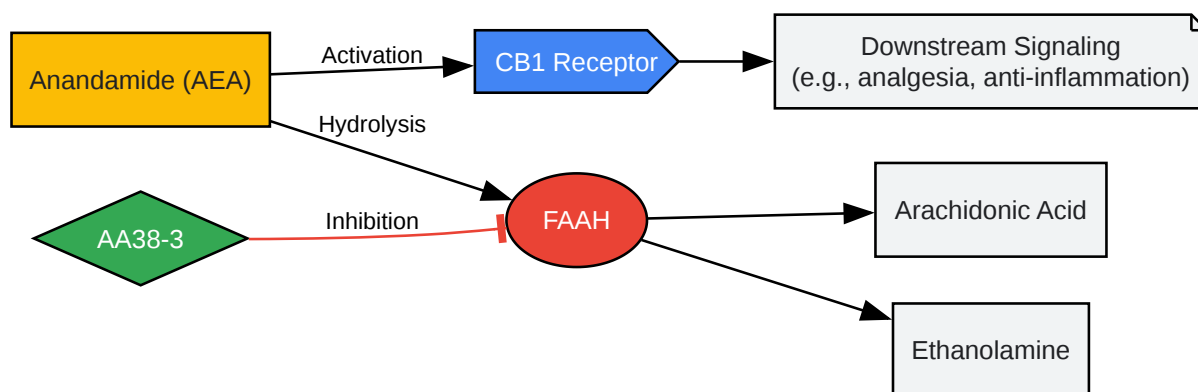 Anandamide (AEA)
Activation
CB1 Receptor
Downstream Signaling
(e.g., analgesia, anti-inflammation)
Hydrolysis
AA38-3
Inhibition
FAAH
Arachidonic Acid
Ethanolamine